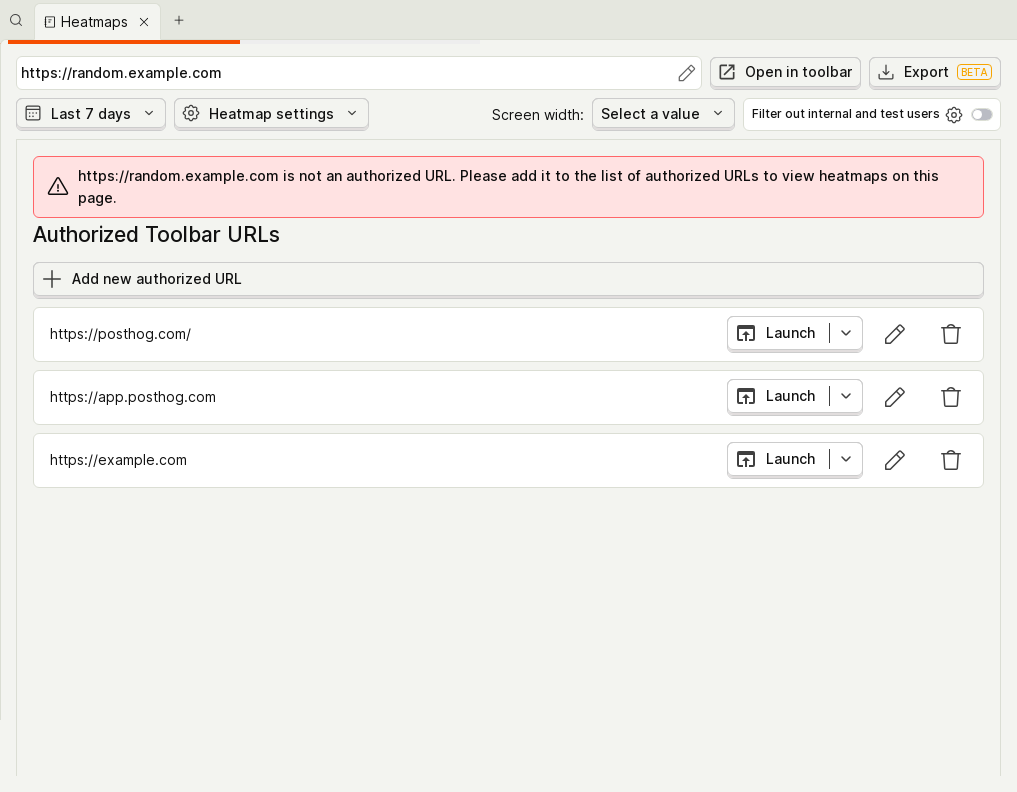 Heatmaps
https://random.example.com
Open in toolbar
Export BETA
Last 7 days
Heatmap settings
Screen width:
Select a value
Filter out internal and test users
https://random.example.com is not an authorized URL. Please add it to the list of authorized URLs to view heatmaps on this
page.
Authorized Toolbar URLs
Add new authorized URL
https://posthog.com/
Launch
https://app.posthog.com
Launch
https://example.com
Launch